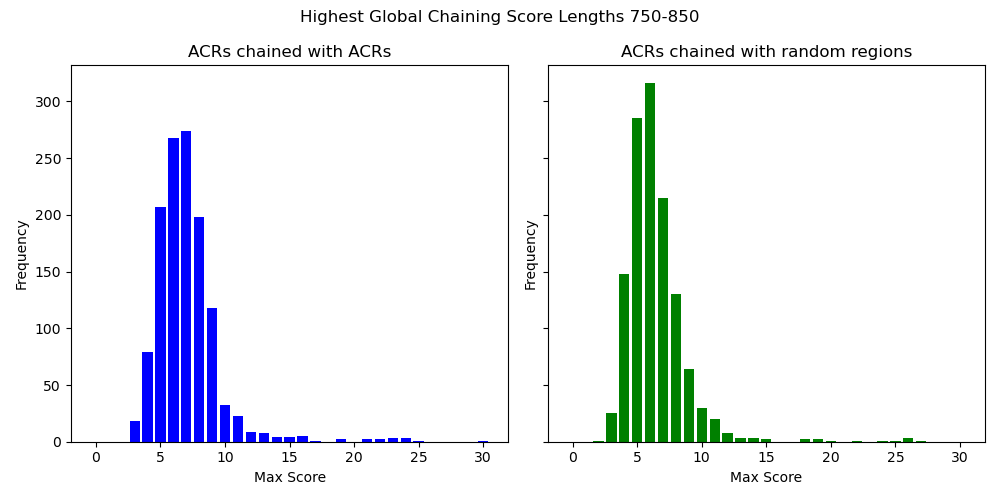 Highest Global Chaining Score Lengths 750-850
ACRs chained with ACRs
ACRs chained with random regions
Frequency
300
250
200
150
100
50
0
0 5 10 15 20 25 30
Max Score
Frequency
0 5 10 15 20 25 30
Max Score